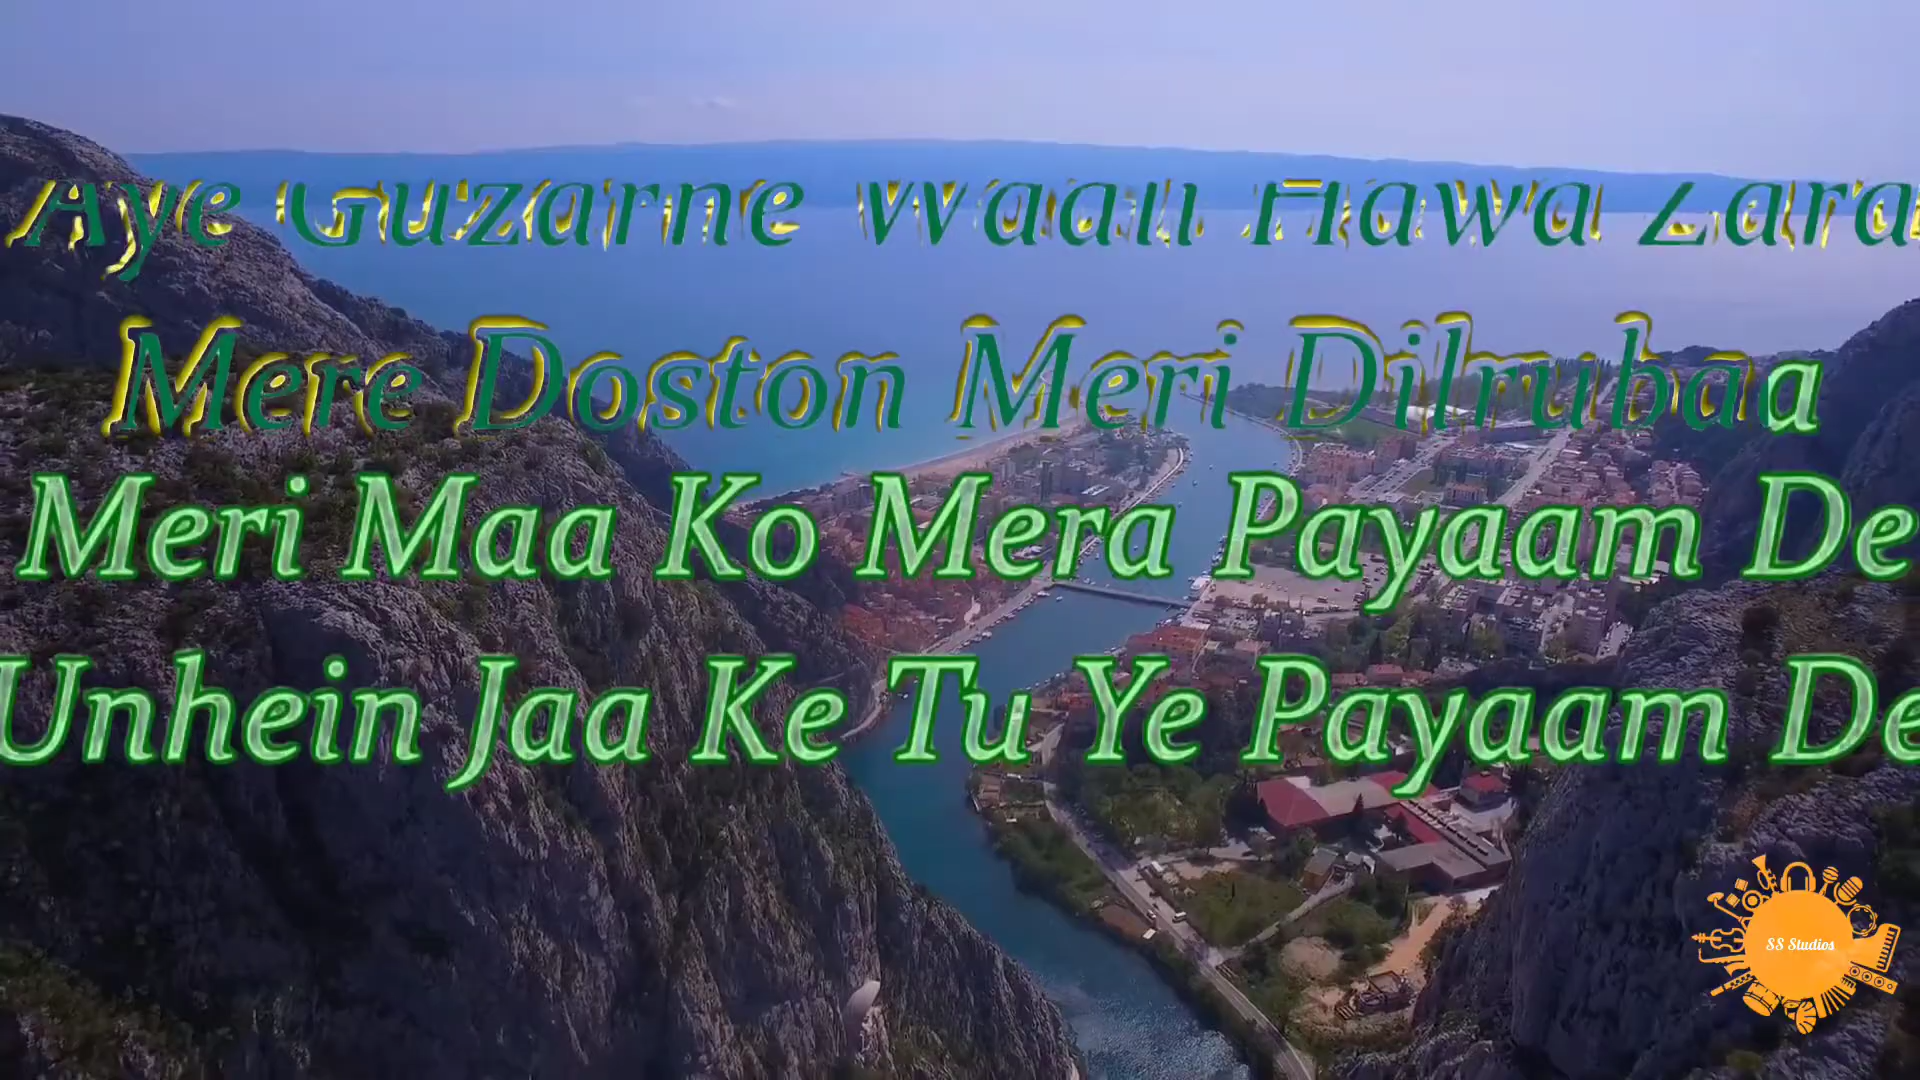 Aye Guzarne Waali Hawa Zara
Mere Doston Meri Dilrubaa
Meri Maa Ko Mera Payaam De
Unhein Jaa Ke Tu Ye Payaam De
SS Studios